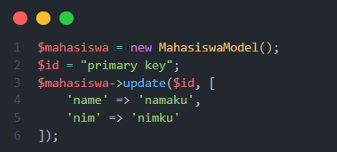 1 $mahasiswa = new MahasiswaModel();
2 $id = "primary key";
3 $mahasiswa->update($id, [
4     'name' => 'namaku',
5     'nim' => 'nimku'
6 ]);